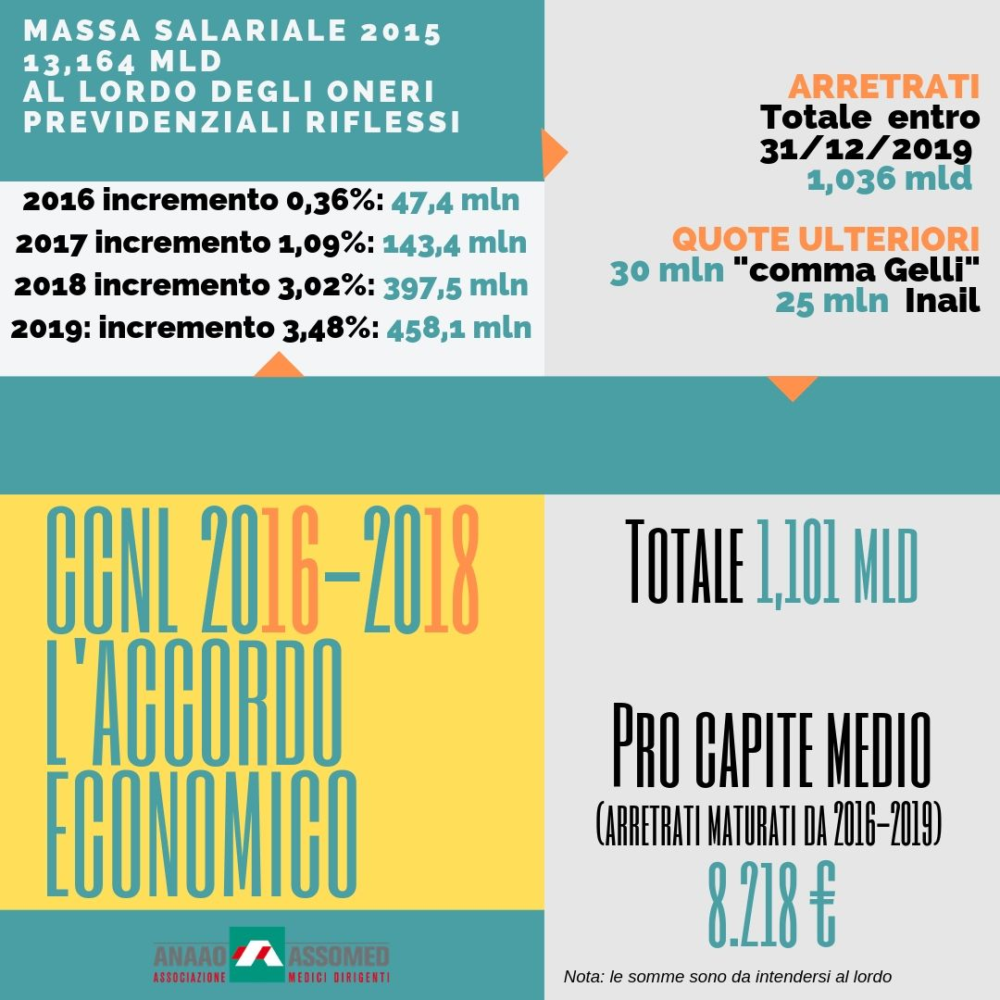 MASSA SALARIALE 2015
13,164 MLD
AL LORDO DEGLI ONERI
PREVIDENZIALI RIFLESSI
2016 incremento 0,36%: 47,4 mln
2017 incremento 1,09%: 143,4 mln
2018 incremento 3,02%: 397,5 mln
2019: incremento 3,48%: 458,1 mln
ARRETRATI
Totale entro
31/12/2019
1,036 mld
QUOTE ULTERIORI
30 mln "comma Gelli"
25 mln Inail
CCNL 2016-2018
L'ACCORDO
ECONOMICO
TOTALE 1,101 MLD
PRO CAPITE MEDIO
(ARRETRATI MATURATI DA 2016-2019)
8.218 €
ANAAO ASSOMED
ASSOCIAZIONE MEDICI DIRIGENTI
Nota: le somme sono da intendersi al lordo